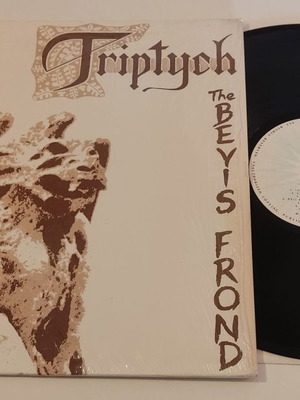 Triptych
The
BEVIS FROND